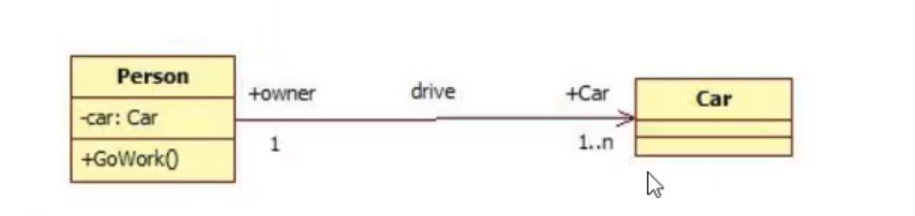 Person
-car: Car
+GoWork()
+owner
drive
+Car
1
1..n
Car